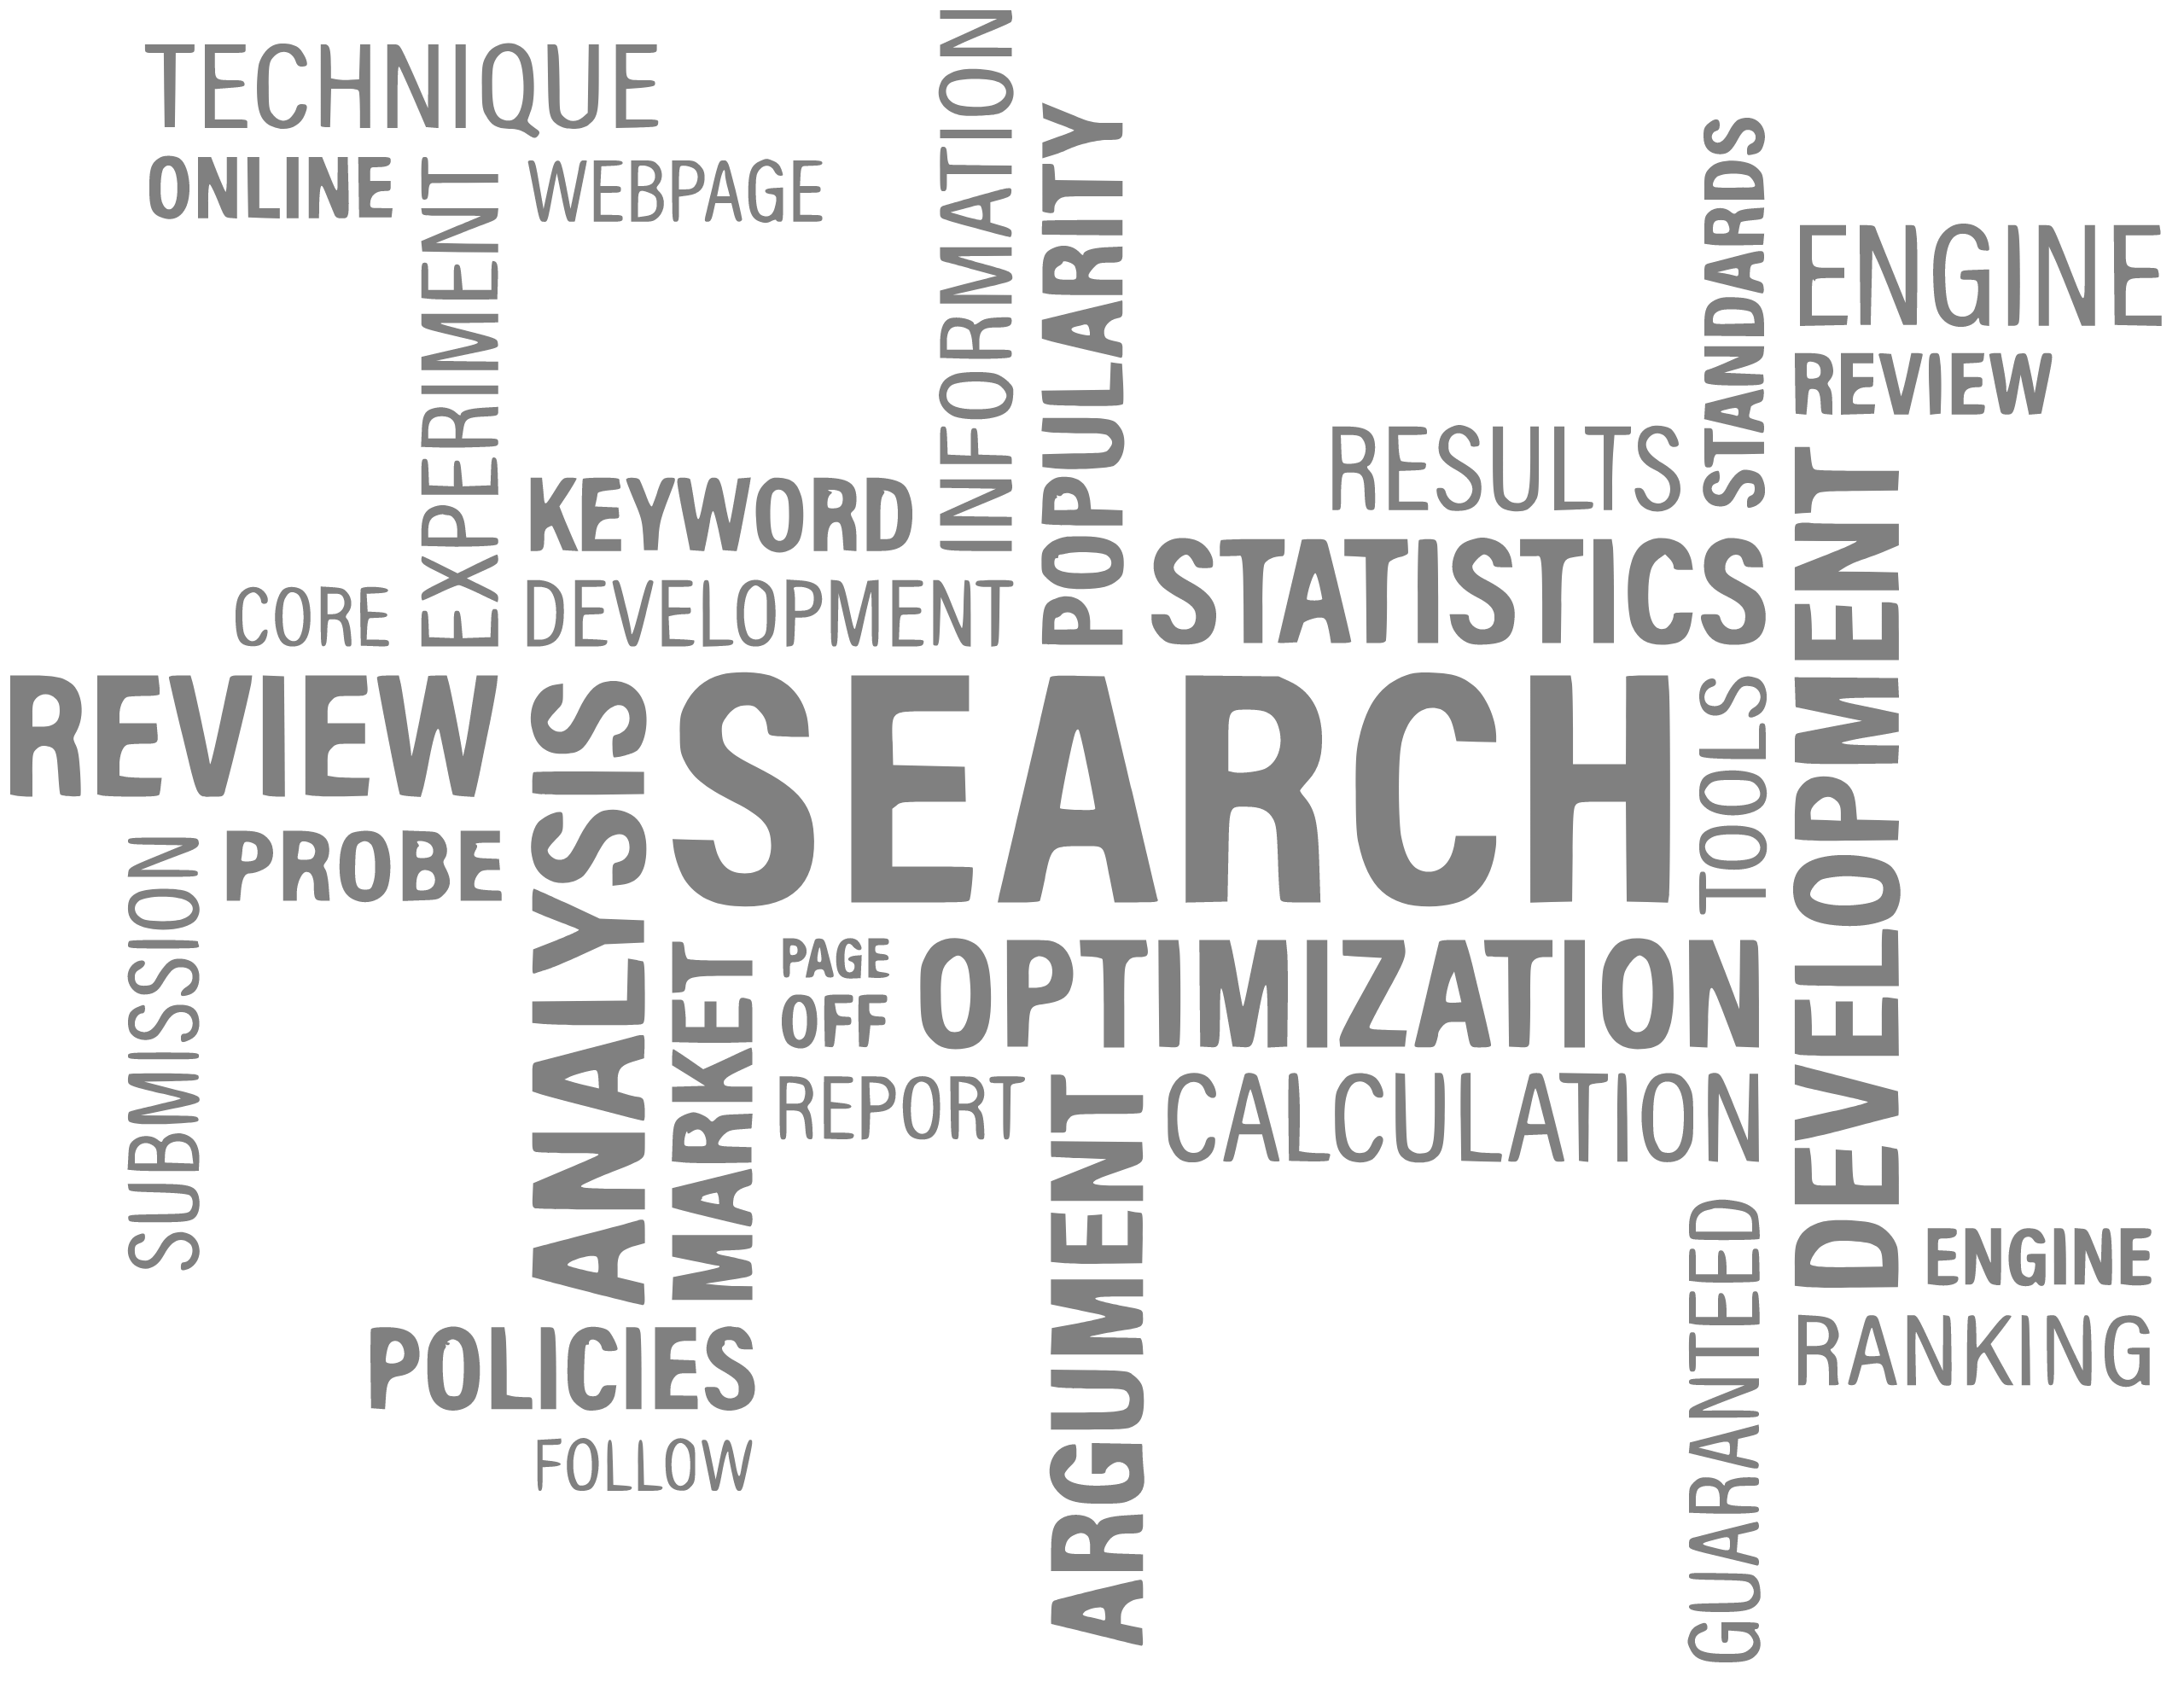 TECHNIQUE
ONLINE
WEBPAGE
EXPERIMENT
INFORMATION
POPULARITY
STANDARDS
ENGINE
REVIEW
RESULTS
KEYWORD
STATISTICS
CORE
DEVELOPMENT
DEVELOPMENT
REVIEW
ANALYSIS
SEARCH
TOOLS
SUBMISSION
PROBE
MARKET
PAGE
OFF
OPTIMIZATION
REPORT
ARGUMENT
CALCULATION
GUARANTEED
ENGINE
RANKING
POLICIES
FOLLOW